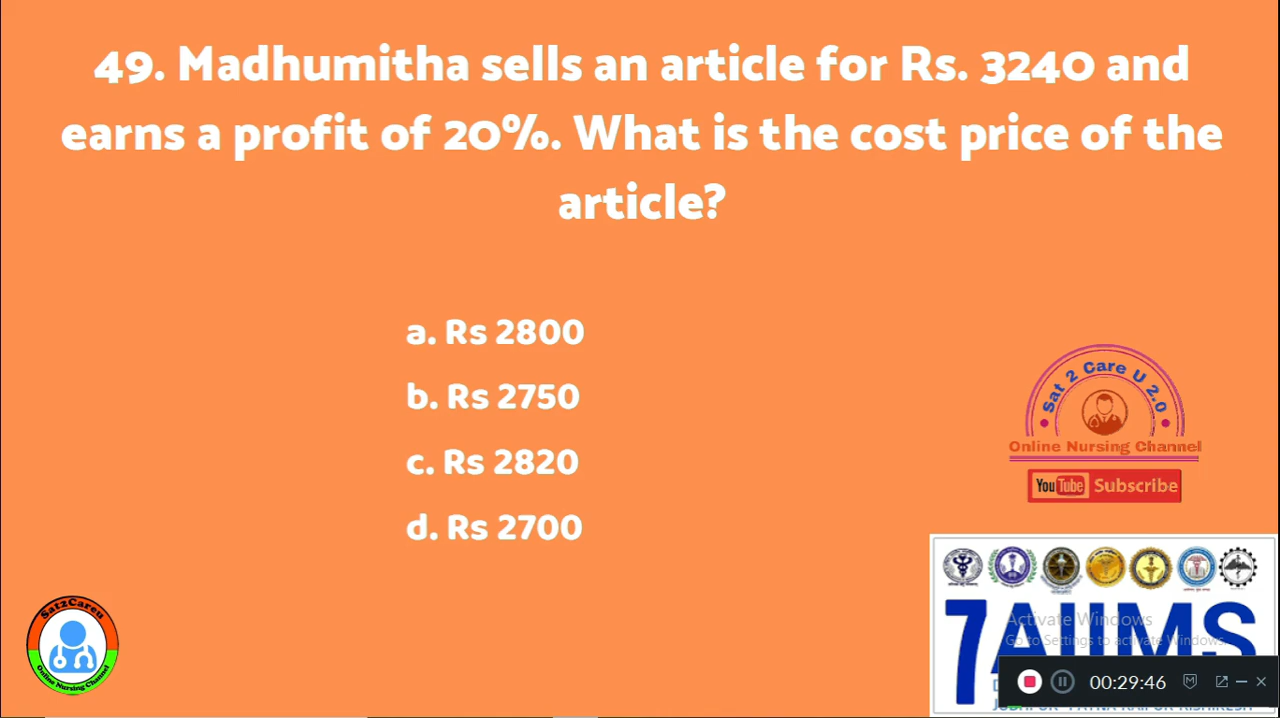 49. Madhumitha sells an article for Rs. 3240 and
earns a profit of 20%. What is the cost price of the
article?
a. Rs 2800
b. Rs 2750
c. Rs 2820
d. Rs 2700
Sat 2 Care U 2.0
Online Nursing Channel
YouTube Subscribe
Sat2Careu
Online Nursing Channel
7 AIIMS
Activate Windows
Go to Settings to activate Windows.
00:29:46